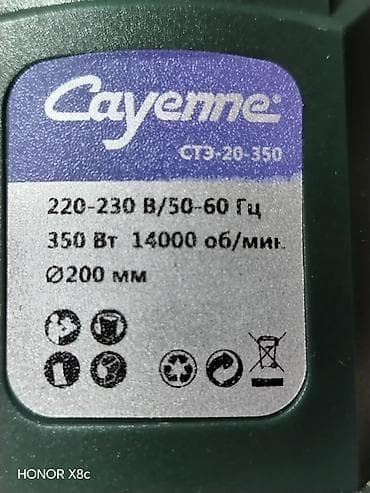 Cayenne
СТЭ-20-350
220-230 В/50-60 Гц
350 Вт 14000 об/мин.
Ø200 мм
HONOR X8c